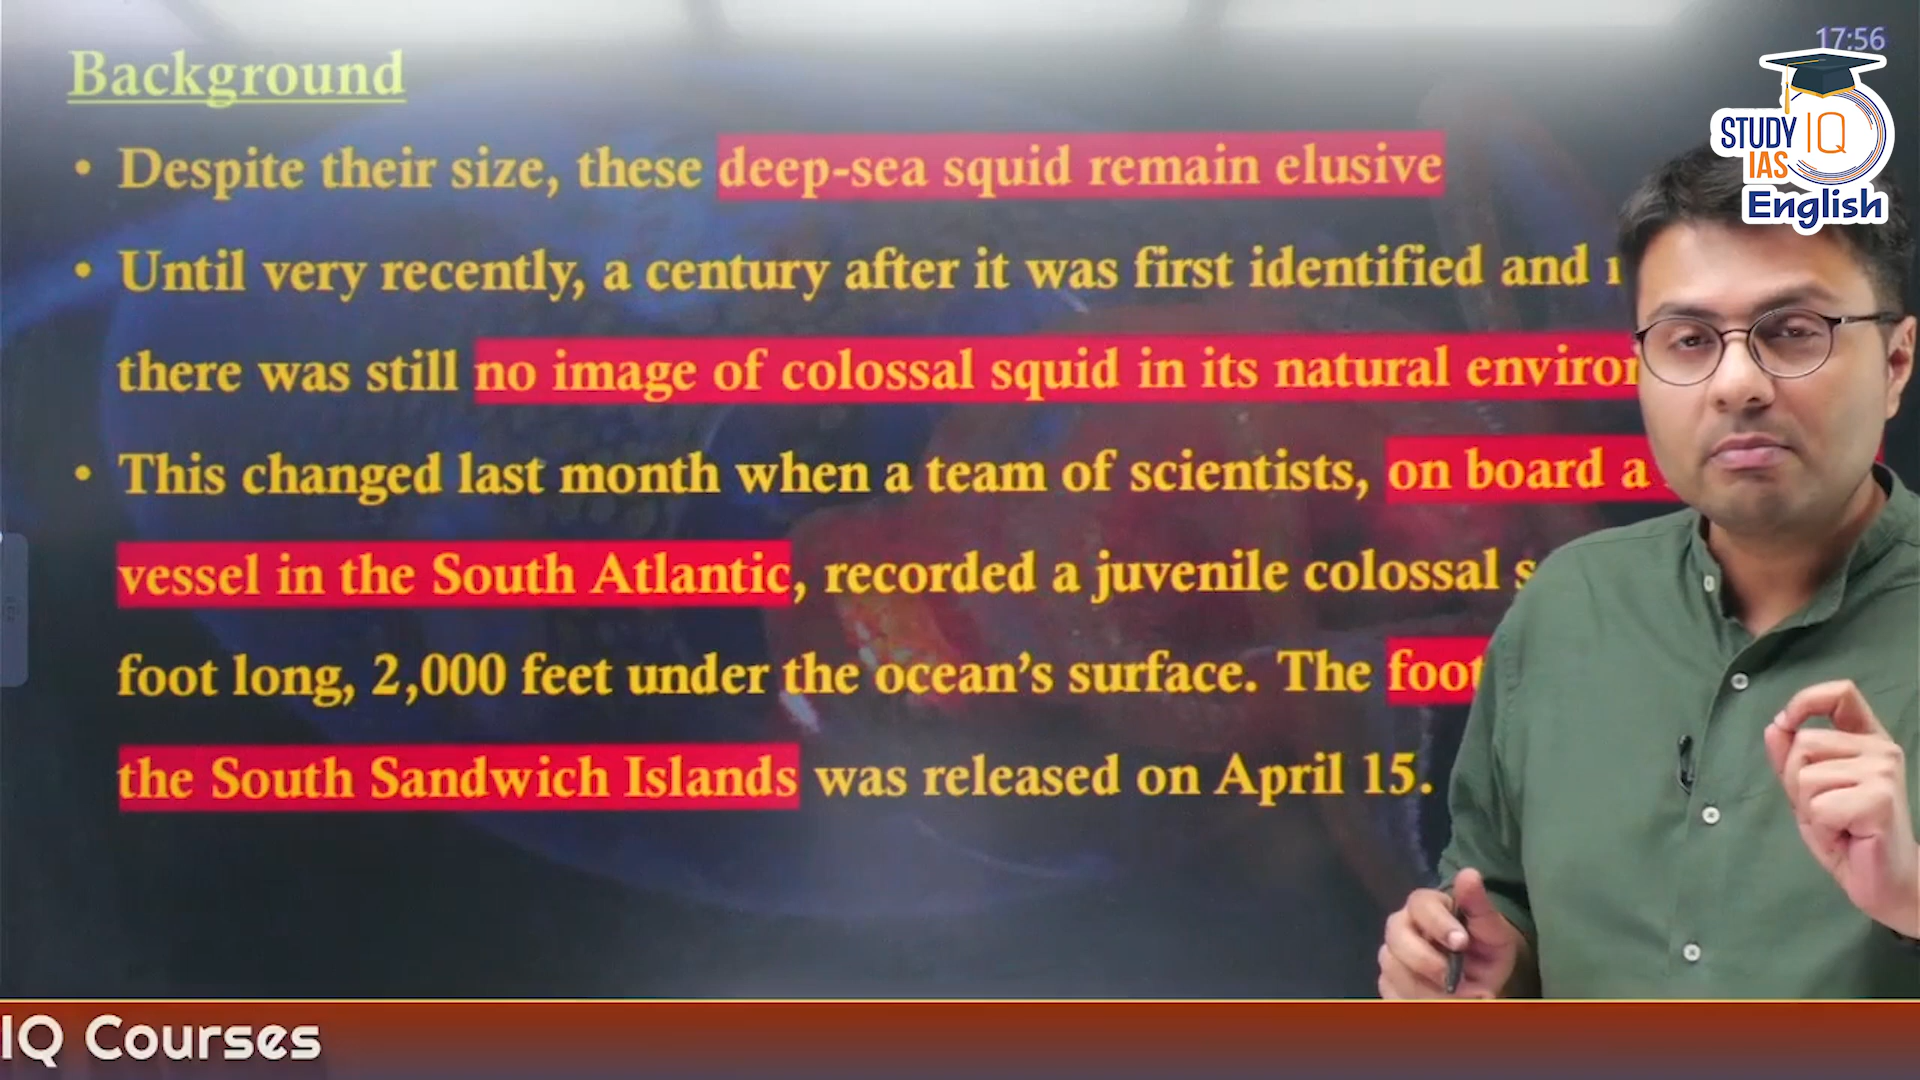 Background
17:56
STUDY IQ
IAS
English
• Despite their size, these deep-sea squid remain elusive
• Until very recently, a century after it was first identified and
there was still no image of colossal squid in its natural
• This changed last month when a team of scientists, on board a
vessel in the South Atlantic, recorded a juvenile colossal
foot long, 2,000 feet under the ocean's surface. The
the South Sandwich Islands was released on April 15.
IQ Courses